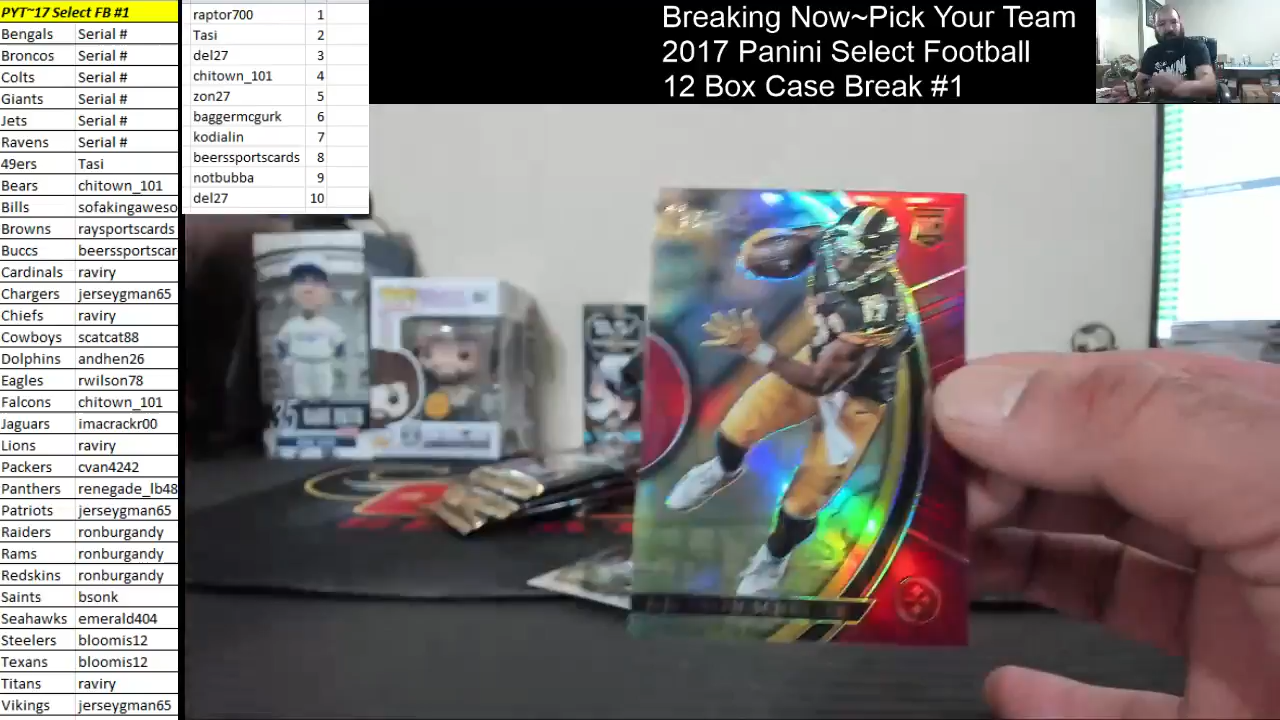 PYT~17 Select FB #1
Bengals Serial #
Broncos Serial #
Colts Serial #
Giants Serial #
Jets Serial #
Ravens Serial #
49ers Tasi
Bears chitown_101
Bills sofakingaweso
Browns raysportscards
Buccs beerssportscar
Cardinals raviry
Chargers jerseygman65
Chiefs raviry
Cowboys scatcat88
Dolphins andhen26
Eagles rwilson78
Falcons chitown_101
Jaguars imacrackr00
Lions raviry
Packers cvan4242
Panthers renegade_lb48
Patriots jerseygman65
Raiders ronburgandy
Rams ronburgandy
Redskins ronburgandy
Saints bsonk
Seahawks emerald404
Steelers bloomis12
Texans bloomis12
Titans raviry
Vikings jerseygman65
raptor700 1
Tasi 2
del27 3
chitown_101 4
zon27 5
baggermcgurk 6
kodialin 7
beerssportscards 8
notbubba 9
del27 10
Breaking Now~Pick Your Team
2017 Panini Select Football
12 Box Case Break #1